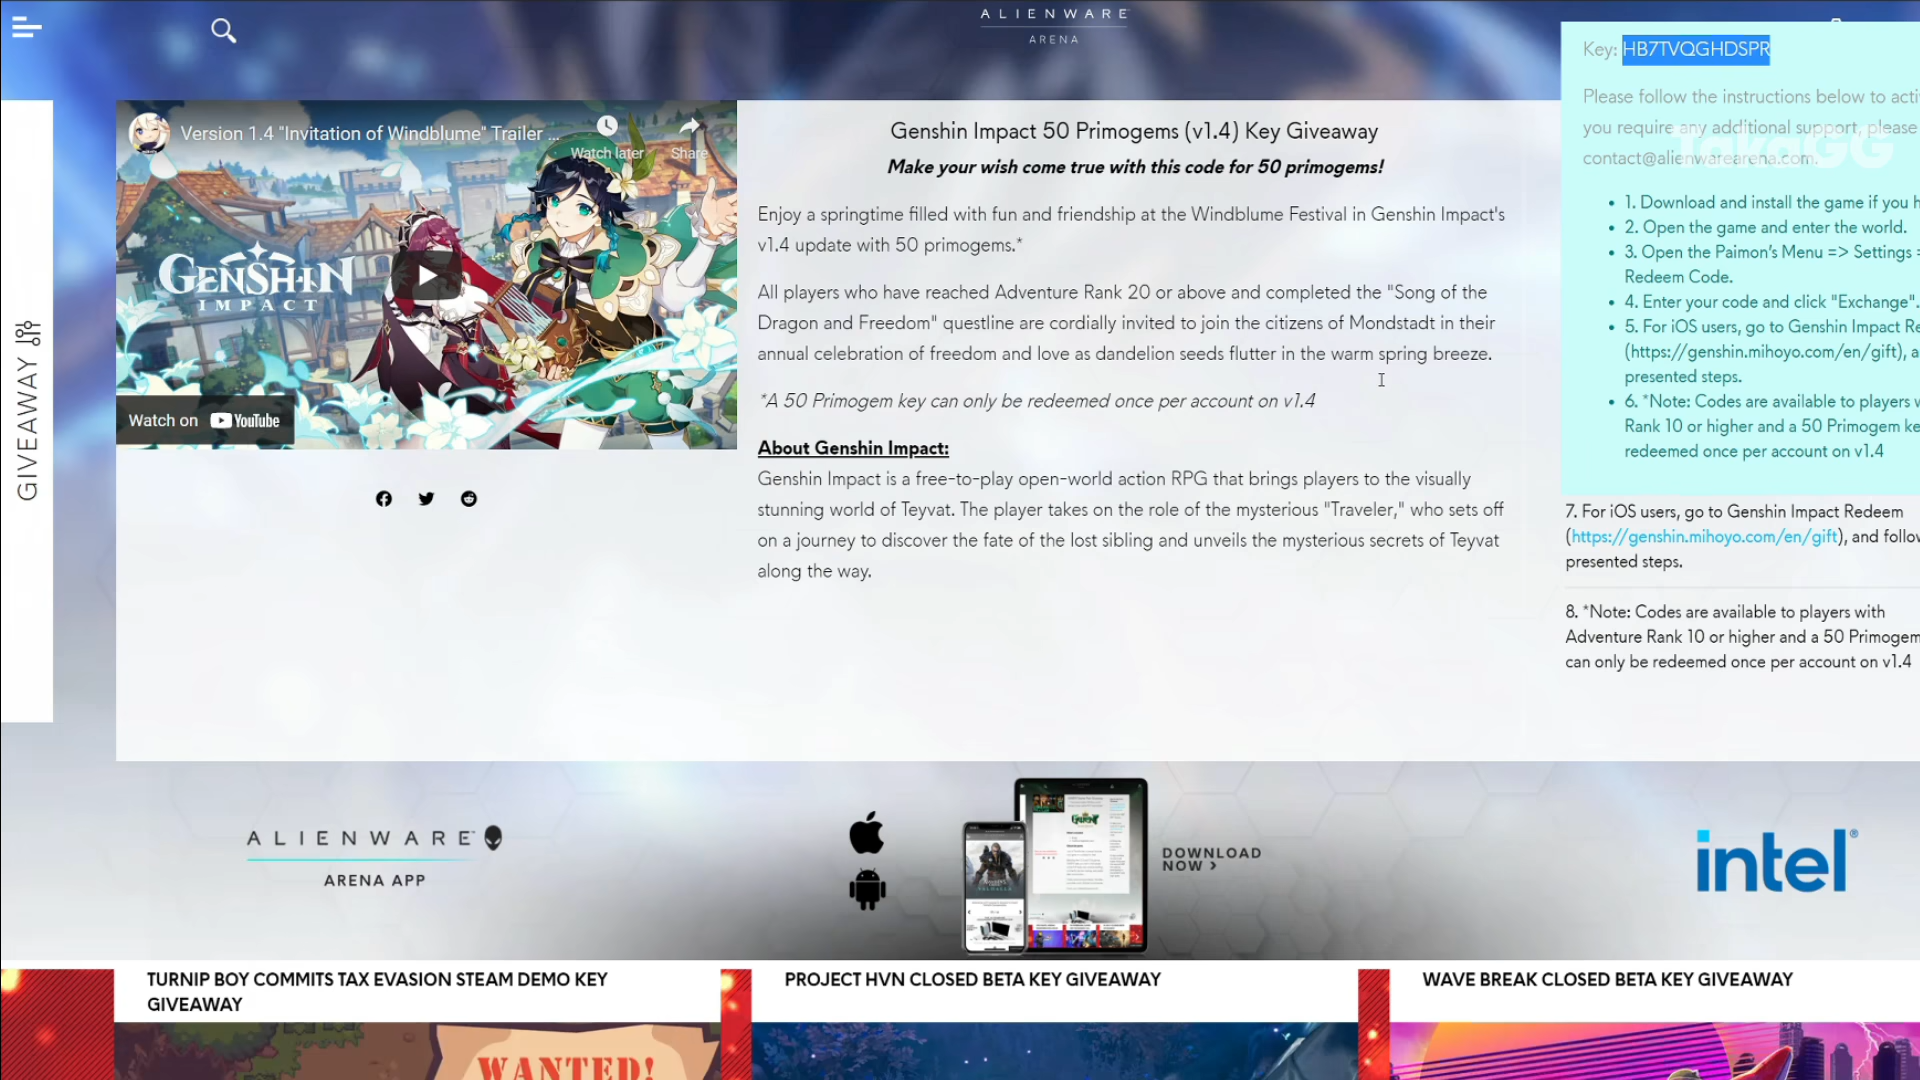 ALIENWARE
ARENA
GIVEAWAY
Version 1.4 "Invitation of Windblume" Trailer ...
Watch later
Share
GENSHIN
IMPACT
Watch on YouTube
Genshin Impact 50 Primogems (v1.4) Key Giveaway
Make your wish come true with this code for 50 primogems!
Enjoy a springtime filled with fun and friendship at the Windblume Festival in Genshin Impact's
v1.4 update with 50 primogems.*
All players who have reached Adventure Rank 20 or above and completed the "Song of the
Dragon and Freedom" questline are cordially invited to join the citizens of Mondstadt in their
annual celebration of freedom and love as dandelion seeds flutter in the warm spring breeze.
*A 50 Primogem key can only be redeemed once per account on v1.4
About Genshin Impact:
Genshin Impact is a free-to-play open-world action RPG that brings players to the visually
stunning world of Teyvat. The player takes on the role of the mysterious "Traveler," who sets off
on a journey to discover the fate of the lost sibling and unveils the mysterious secrets of Teyvat
along the way.
Key: HB7TVQGHDSPR
Please follow the instructions below to acti
you require any additional support, please
contact@alienwarearena.com.
TakaGG
• 1. Download and install the game if you h
• 2. Open the game and enter the world.
• 3. Open the Paimon's Menu => Settings =
Redeem Code.
• 4. Enter your code and click "Exchange".
• 5. For iOS users, go to Genshin Impact Re
(https://genshin.mihoyo.com/en/gift), a
presented steps.
• 6. *Note: Codes are available to players w
Rank 10 or higher and a 50 Primogem ke
redeemed once per account on v1.4
7. For iOS users, go to Genshin Impact Redeem
(https://genshin.mihoyo.com/en/gift), and follow
presented steps.
8. *Note: Codes are available to players with
Adventure Rank 10 or higher and a 50 Primogem
can only be redeemed once per account on v1.4
ALIENWARE
ARENA APP
DOWNLOAD
NOW >
intel
TURNIP BOY COMMITS TAX EVASION STEAM DEMO KEY
GIVEAWAY
PROJECT HVN CLOSED BETA KEY GIVEAWAY
WAVE BREAK CLOSED BETA KEY GIVEAWAY
WANTED!